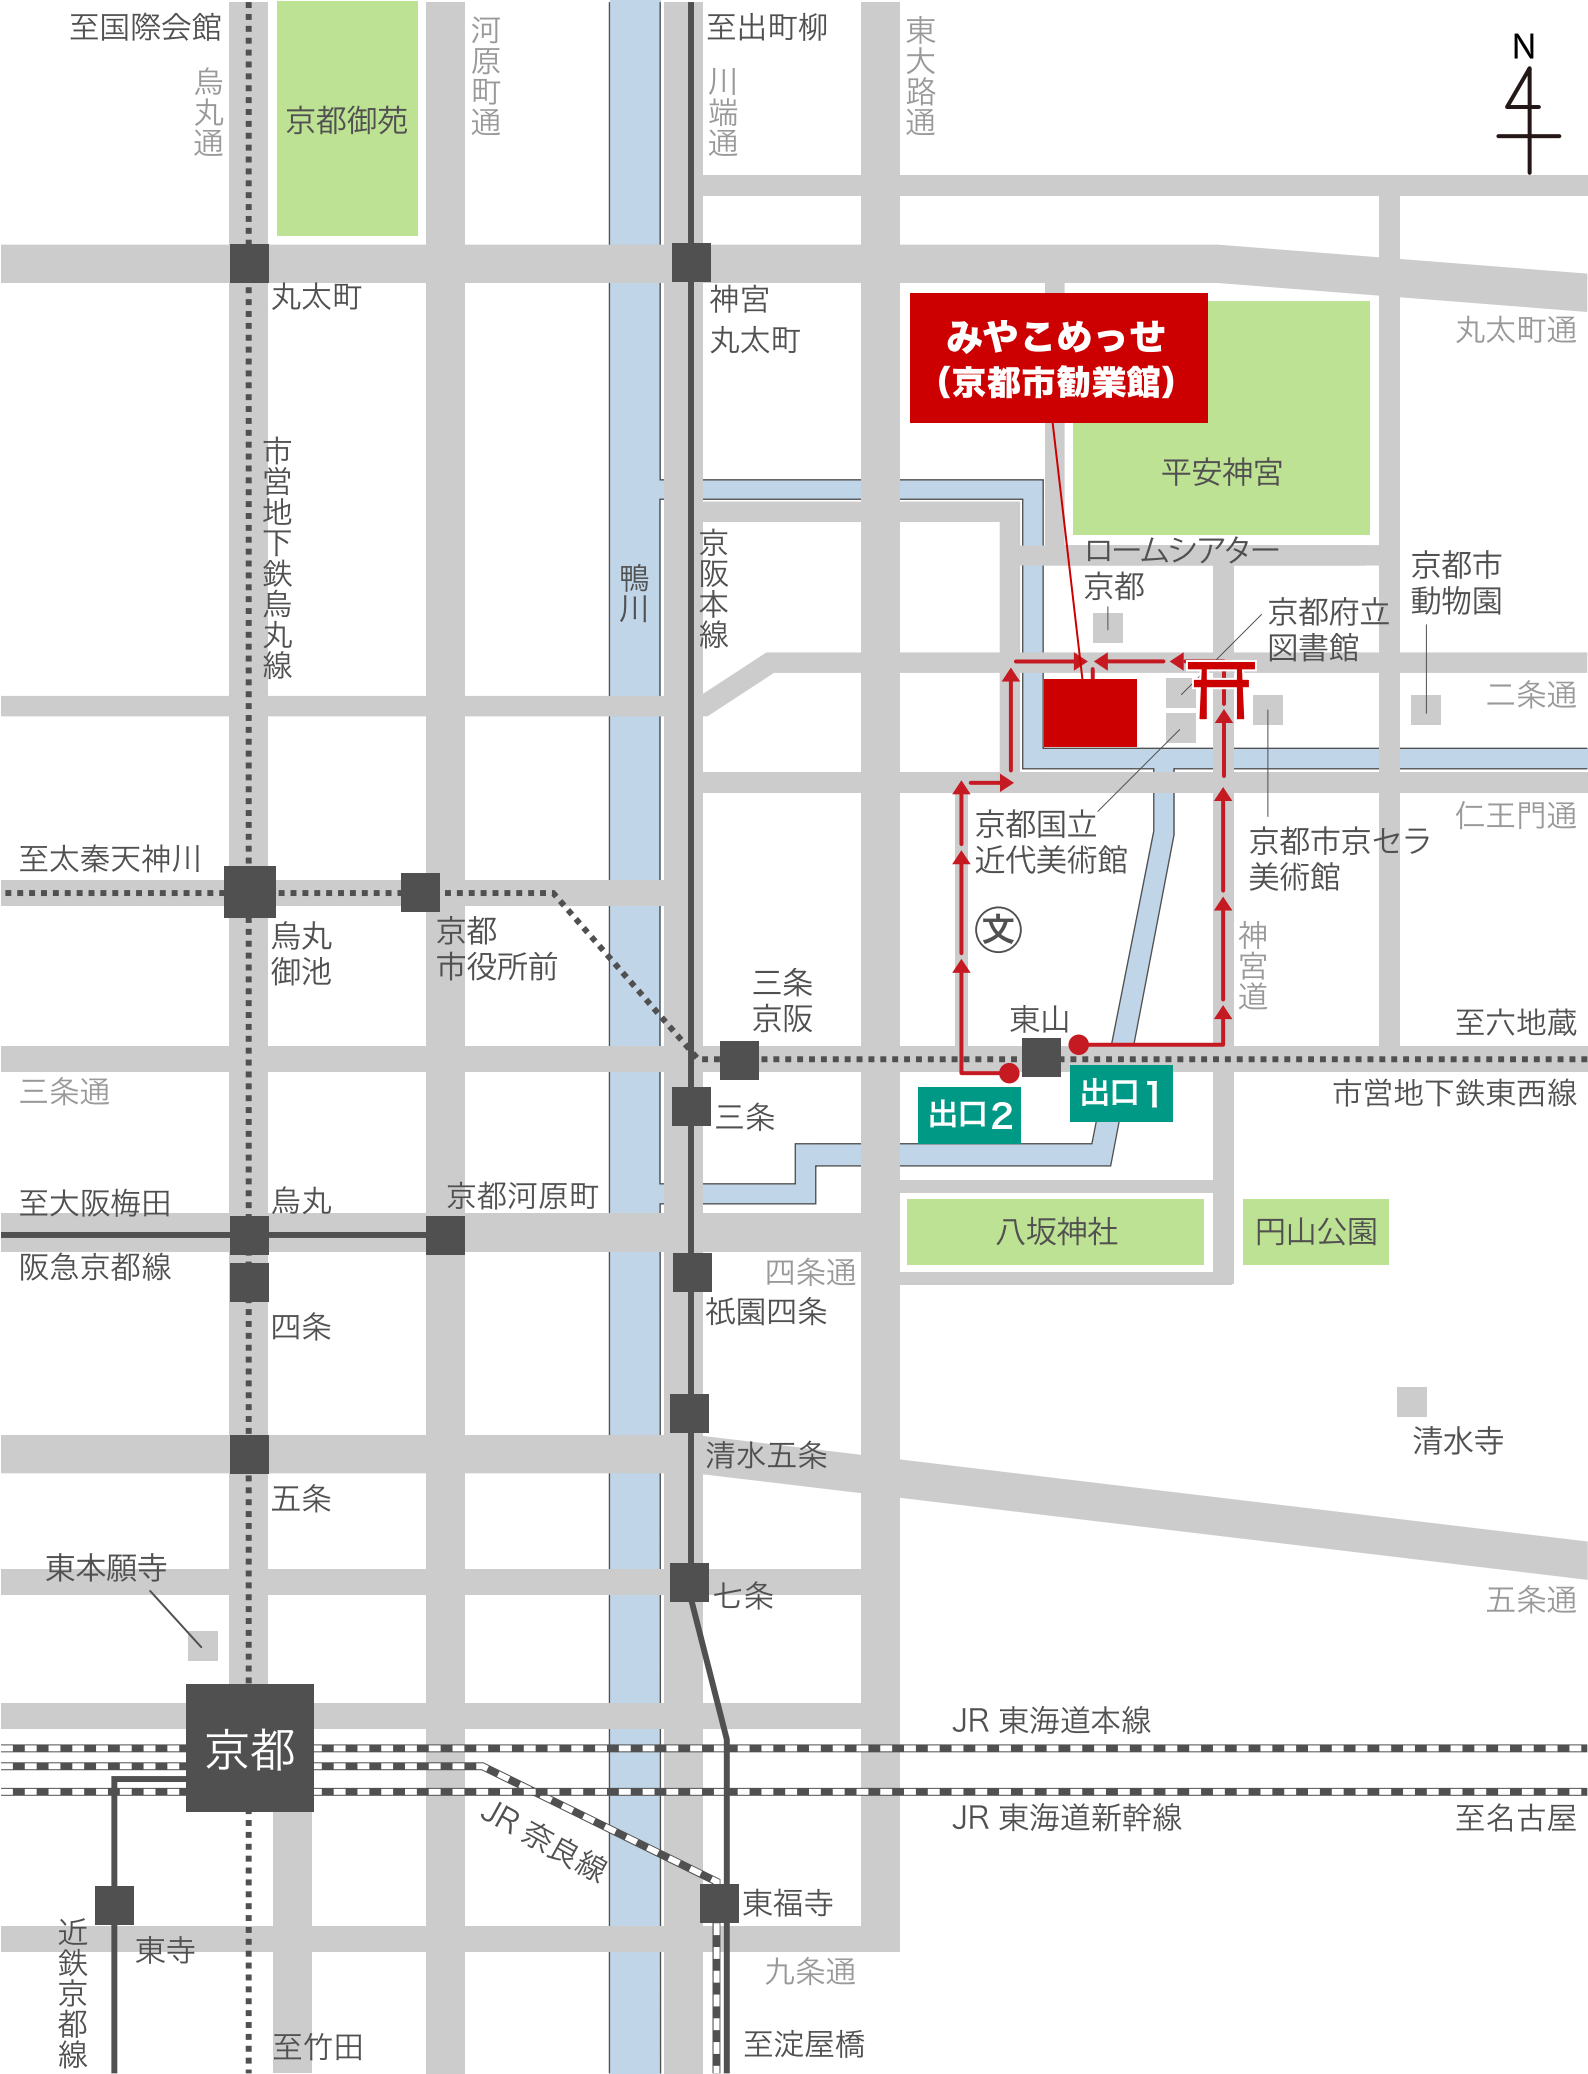 至国際会館
烏丸通
京都御苑
河原町通
至出町柳
川端通
東大路通
N
丸太町
神宮
丸太町
丸太町通
みやこめっせ
（京都市勧業館）
平安神宮
市営地下鉄烏丸線
鴨川
京阪本線
ロームシアター
京都
京都府立
図書館
京都市
動物園
二条通
仁王門通
京都国立
近代美術館
京都市京セラ
美術館
至太秦天神川
烏丸
御池
京都
市役所前
文
神宮道
三条
京阪
東山
至六地蔵
三条通
三条
出口2
出口1
市営地下鉄東西線
至大阪梅田
烏丸
京都河原町
八坂神社
円山公園
阪急京都線
四条
四条通
祇園四条
清水五条
清水寺
五条
東本願寺
七条
五条通
京都
JR 東海道本線
JR 奈良線
JR 東海道新幹線
至名古屋
東福寺
近鉄京都線
東寺
九条通
至竹田
至淀屋橋